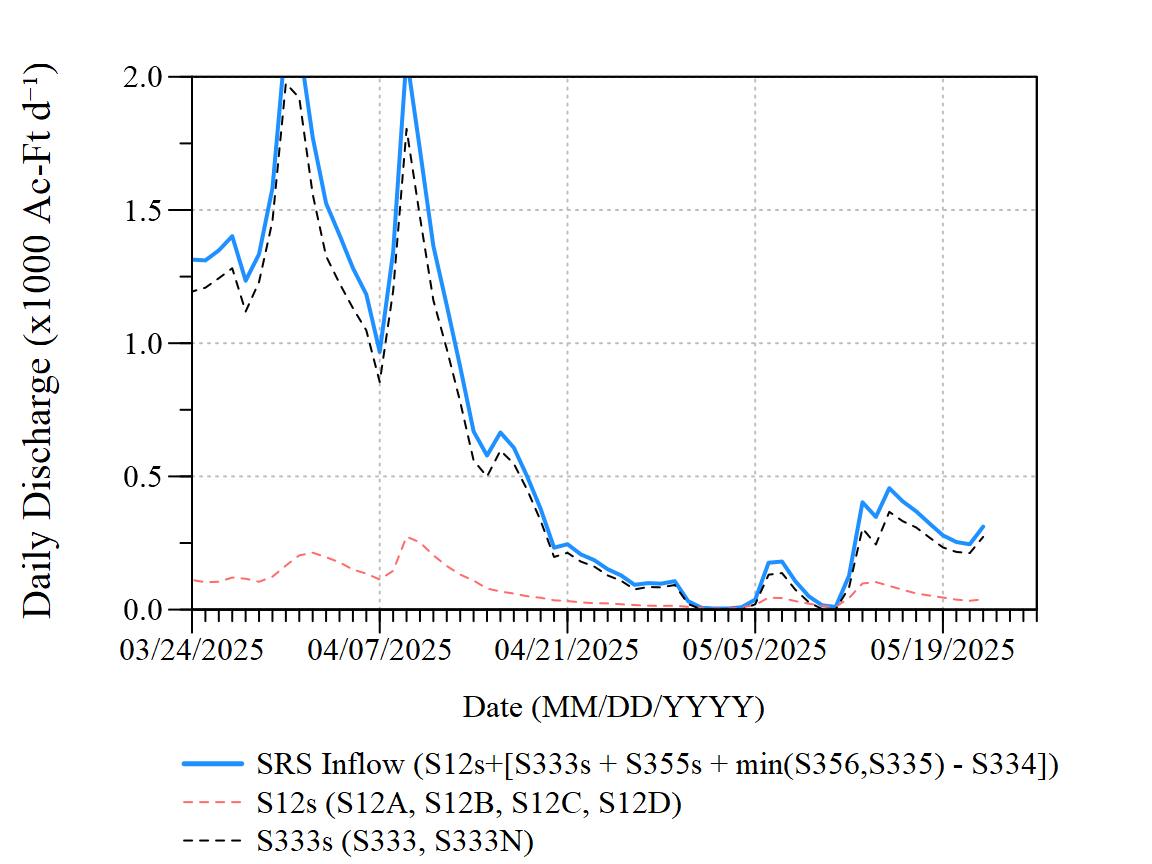 Daily Discharge (x1000 Ac-Ft d⁻¹)
2.0
1.5
1.0
0.5
0.0
03/24/2025 04/07/2025 04/21/2025 05/05/2025 05/19/2025
Date (MM/DD/YYYY)
SRS Inflow (S12s+[S333s + S355s + min(S356,S335) - S334])
S12s (S12A, S12B, S12C, S12D)
S333s (S333, S333N)